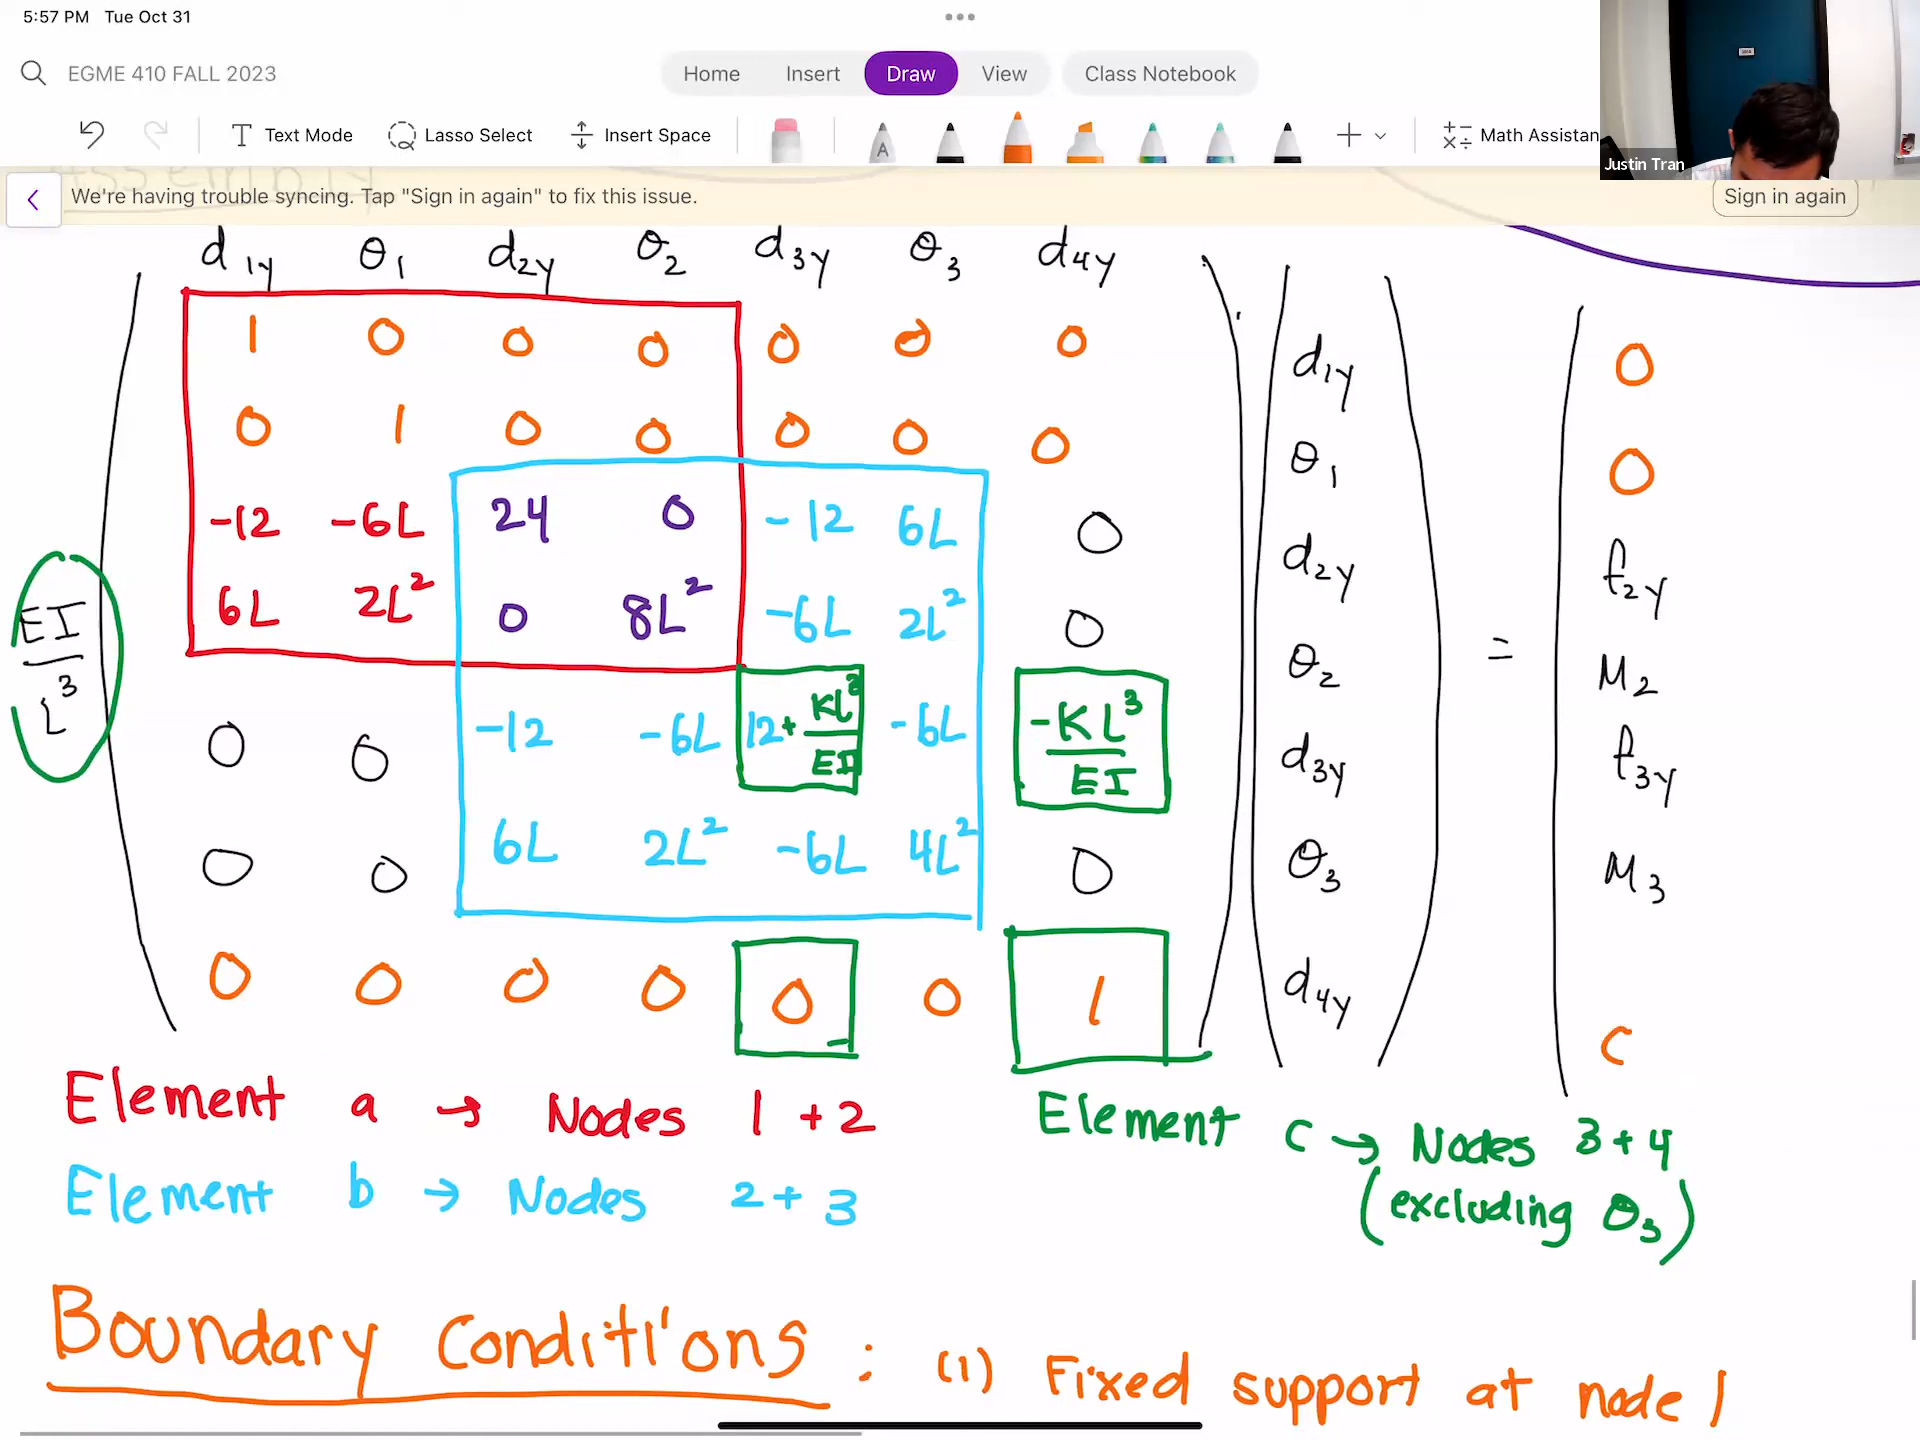 5:57 PM Tue Oct 31
EGME 410 FALL 2023
Home Insert Draw View Class Notebook
Text Mode Lasso Select Insert Space Math Assistan
Justin Tran
Assembly
We're having trouble syncing. Tap "Sign in again" to fix this issue. Sign in again
d1y θ1 d2y θ2 d3y θ3 d4y
1 0 0 0 0 0 0 d1y 0
0 1 0 0 0 0 0 θ1 0
-12 -6L 24 0 -12 6L 0 d2y f2y
EI/L³ 6L 2L² 0 8L² -6L 2L² 0 θ2 = M2
0 0 -12 -6L 12+ KL³/EI -6L -KL³/EI d3y f3y
0 0 6L 2L² -6L 4L² 0 θ3 M3
0 0 0 0 0 0 1 d4y C
Element a → Nodes 1 + 2
Element b → Nodes 2 + 3
Element c → Nodes 3 + 4
(excluding θ3)
Boundary Conditions : (1) Fixed support at node 1